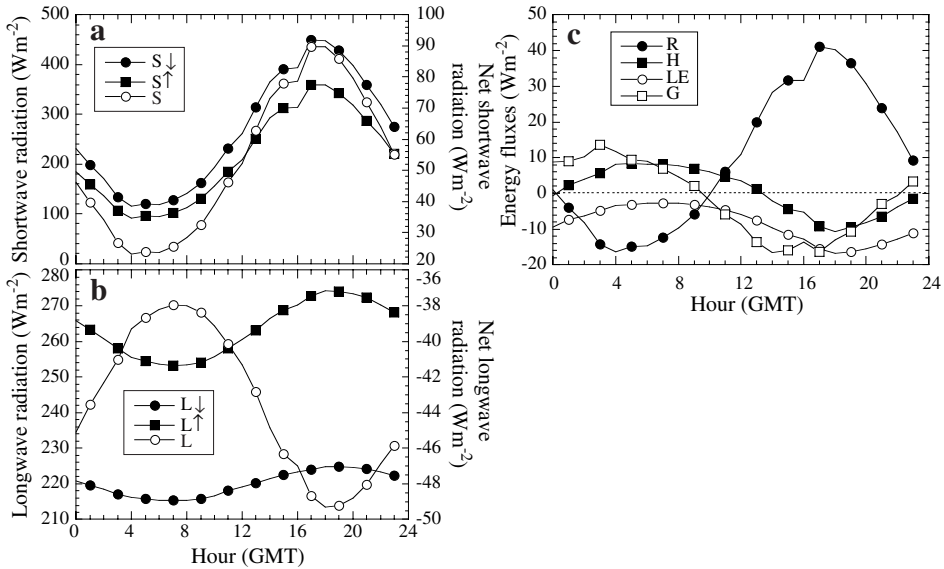 a
Shortwave radiation (Wm-2)
500
400
300
200
100
0
S↓
S↑
S
100
90
80
70
60
50
40
30
20
Net shortwave
radiation (Wm-2)
b
Longwave radiation (Wm-2)
280
270
260
250
240
230
220
210
L↓
L↑
L
-36
-38
-40
-42
-44
-46
-48
-50
Net longwave
radiation (Wm-2)
0 4 8 12 16 20 24
Hour (GMT)
c
Energy fluxes (Wm-2)
50
40
30
20
10
0
-10
-20
R
H
LE
G
0 4 8 12 16 20 24
Hour (GMT)